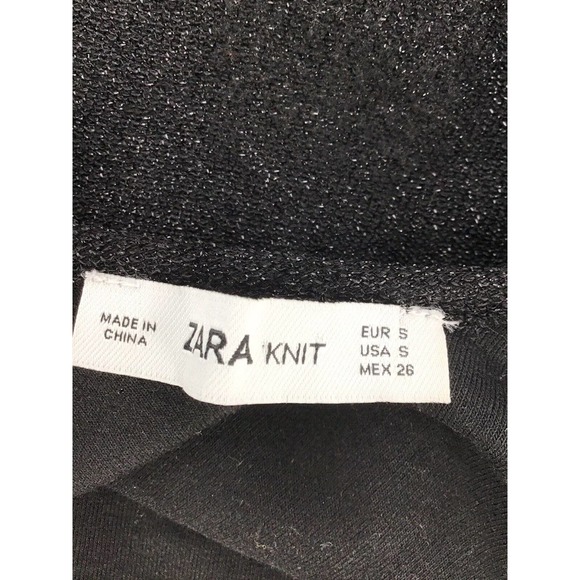 MADE IN
CHINA
ZARA KNIT
EUR S
USA S
MEX 26